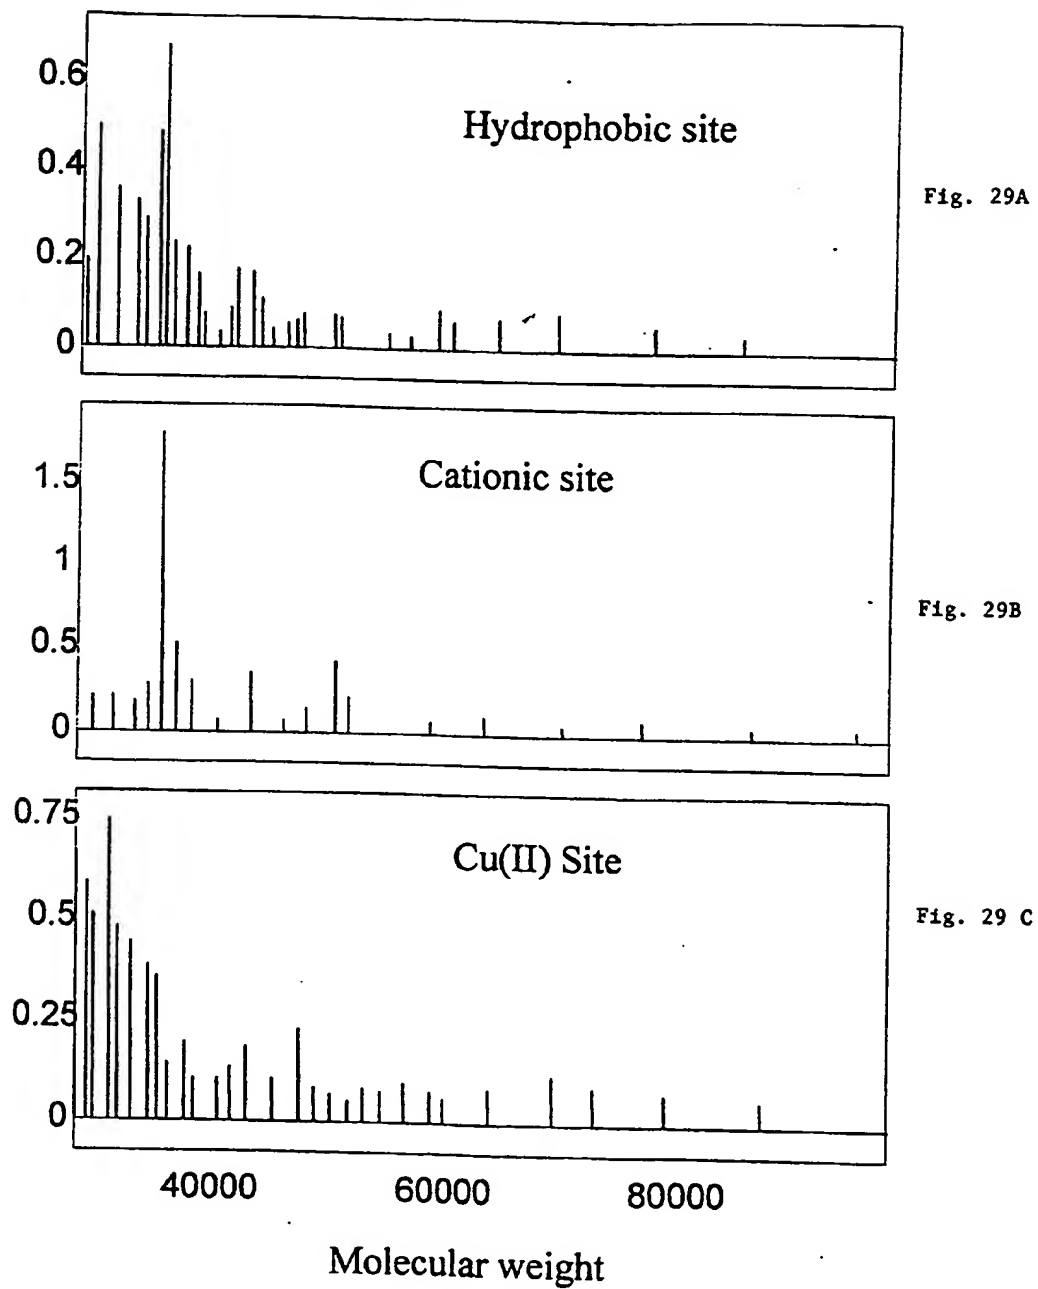 0.6
Hydrophobic site
0.4
Fig. 29A
0.2
0
Cationic site
1.5
1
Fig. 29B
0.5
0
0.75
Cu(II) Site
0.5
Fig. 29 C
0.25
0
40000 60000 80000
Molecular weight